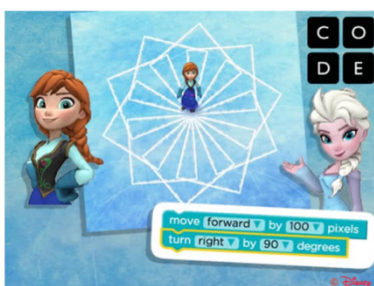 C O
D E
move forward by 100 pixels
turn right by 90 degrees
© Disney